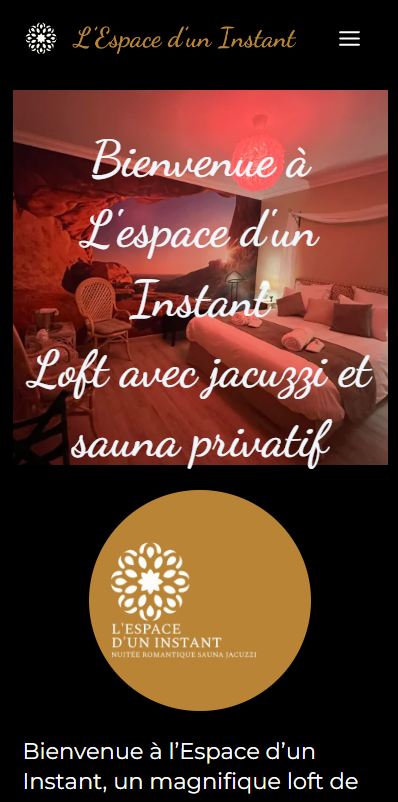 L'Espace d'un Instant
Bienvenue à
L'espace d'un
Instant
Loft avec jacuzzi et
sauna privatif
L'ESPACE
D'UN INSTANT
NUITÉE ROMANTIQUE SAUNA JACUZZI
Bienvenue à l’Espace d’un
Instant, un magnifique loft de